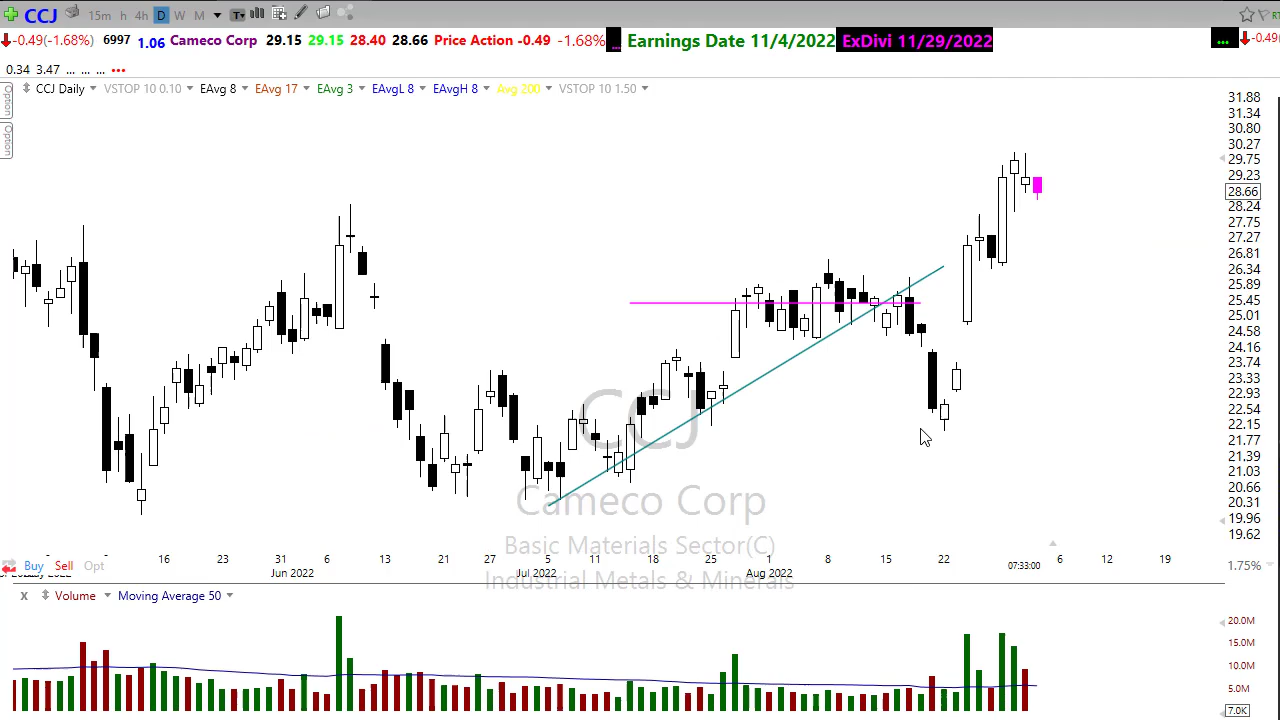 CCJ 15m h 4h D W M T
-0.49(-1.68%) 6997 1.06 Cameco Corp 29.15 29.15 28.40 28.66 Price Action -0.49 -1.68% ... Earnings Date 11/4/2022 ExDivi 11/29/2022 ... -0.49(
0.34 3.47 ... ... ... ...
CCJ Daily VSTOP 10 0.10 EAvg 8 EAvg 17 EAvg 3 EAvgL 8 EAvgH 8 Avg 200 VSTOP 10 1.50
Option
Option
31.88
31.34
30.80
30.27
29.75
29.23
28.66
28.24
27.75
27.27
26.81
26.34
25.89
25.45
25.01
24.58
24.16
23.74
23.33
22.93
22.54
22.15
21.77
21.39
21.03
20.66
20.31
19.96
19.62
CCJ
Cameco Corp
Basic Materials Sector(C)
Industrial Metals & Minerals
16 23 31 6 13 21 27 5 11 18 25 1 8 15 22 07:33:00 6 12 19
Buy Sell Opt 1.75%
May 2022 Jun 2022 Jul 2022 Aug 2022
x Volume Moving Average 50
20.0M
15.0M
10.0M
5.0M
7.0K